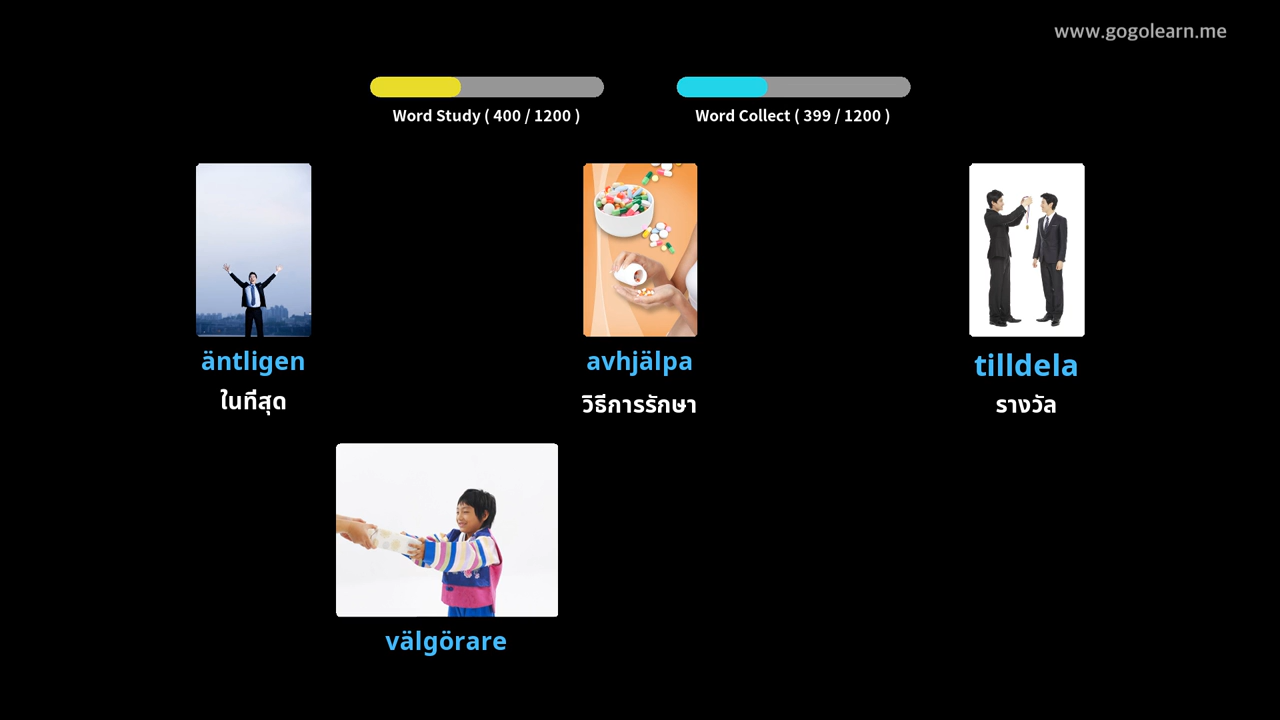 www.gogolearn.me
Word Study ( 400 / 1200 )
Word Collect ( 399 / 1200 )
äntligen
avhjälpa
tilldela
ในที่สุด
วิธีการรักษา
รางวัล
välgörare